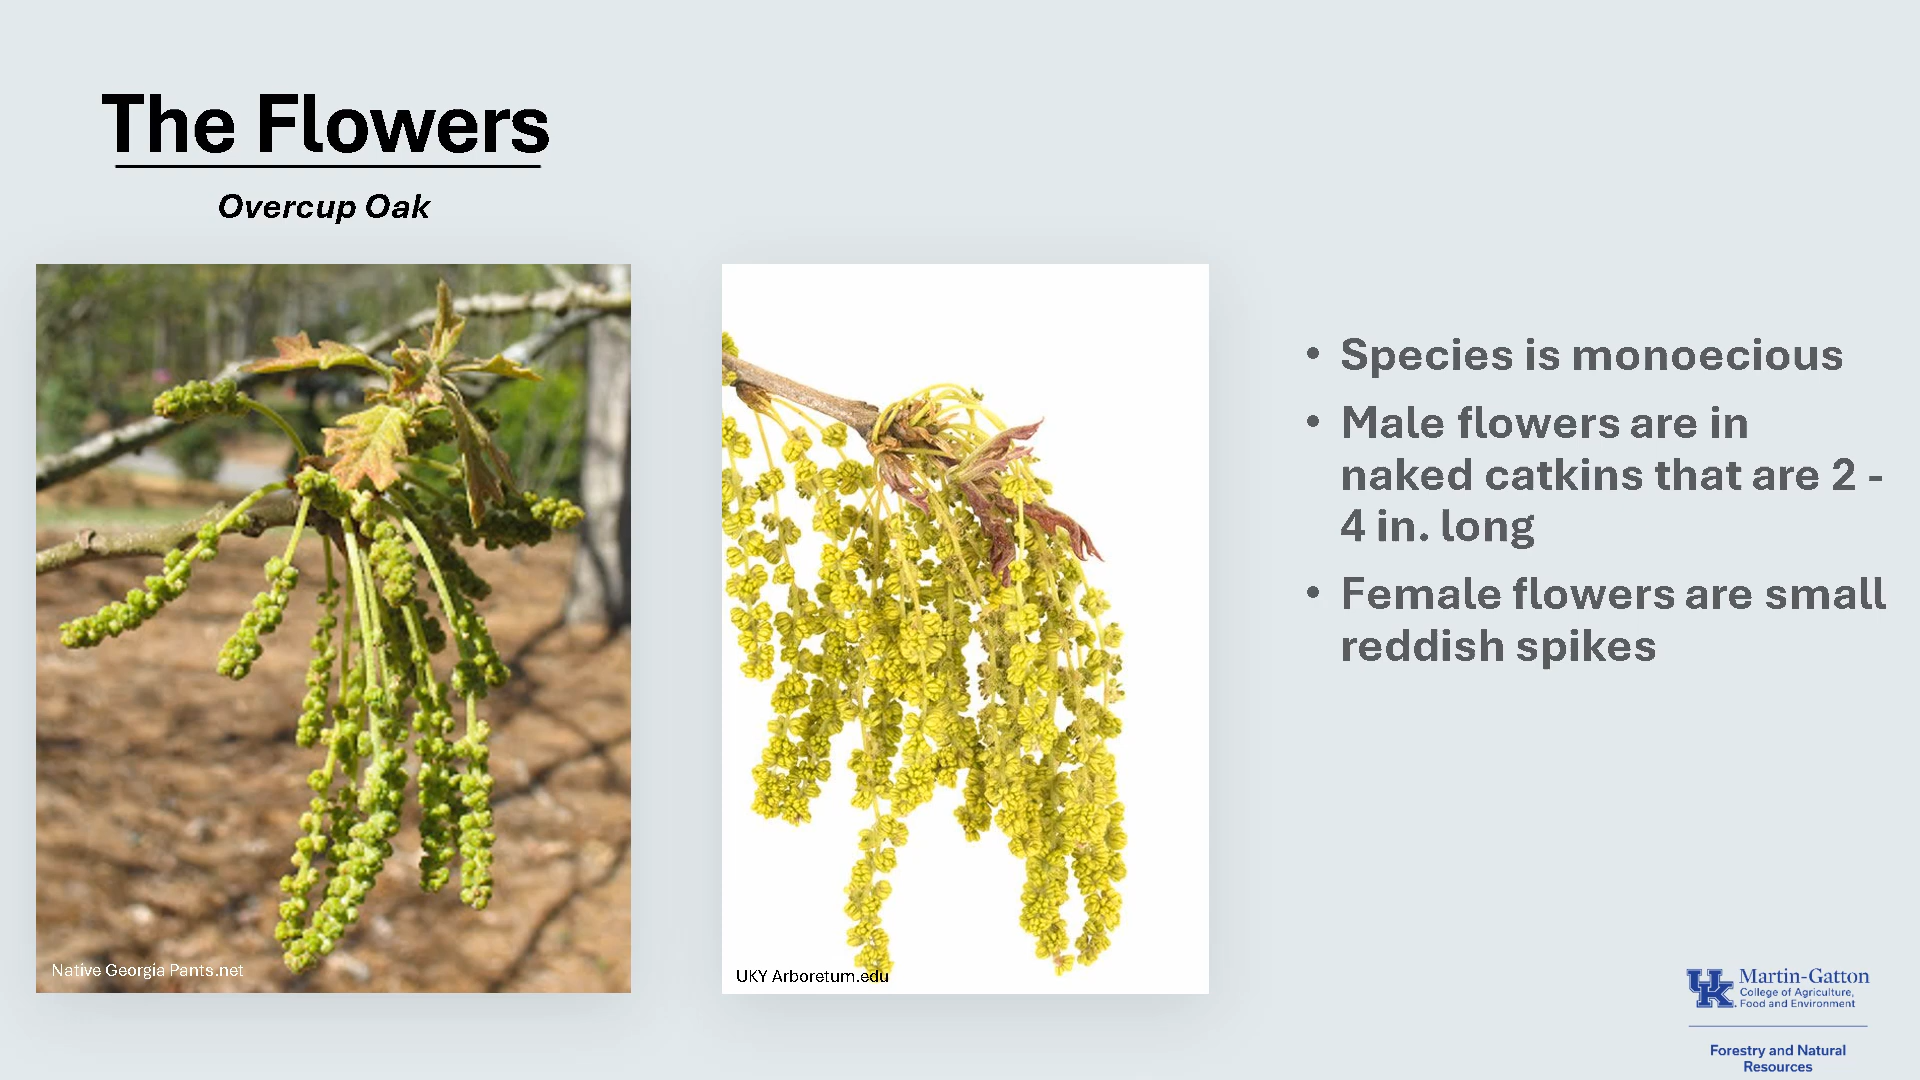 The Flowers
Overcup Oak
• Species is monoecious
• Male flowers are in
naked catkins that are 2 -
4 in. long
• Female flowers are small
reddish spikes
Native Georgia Pants.net
UKY Arboretum.edu
UK Martin-Gatton
College of Agriculture,
Food and Environment
Forestry and Natural
Resources